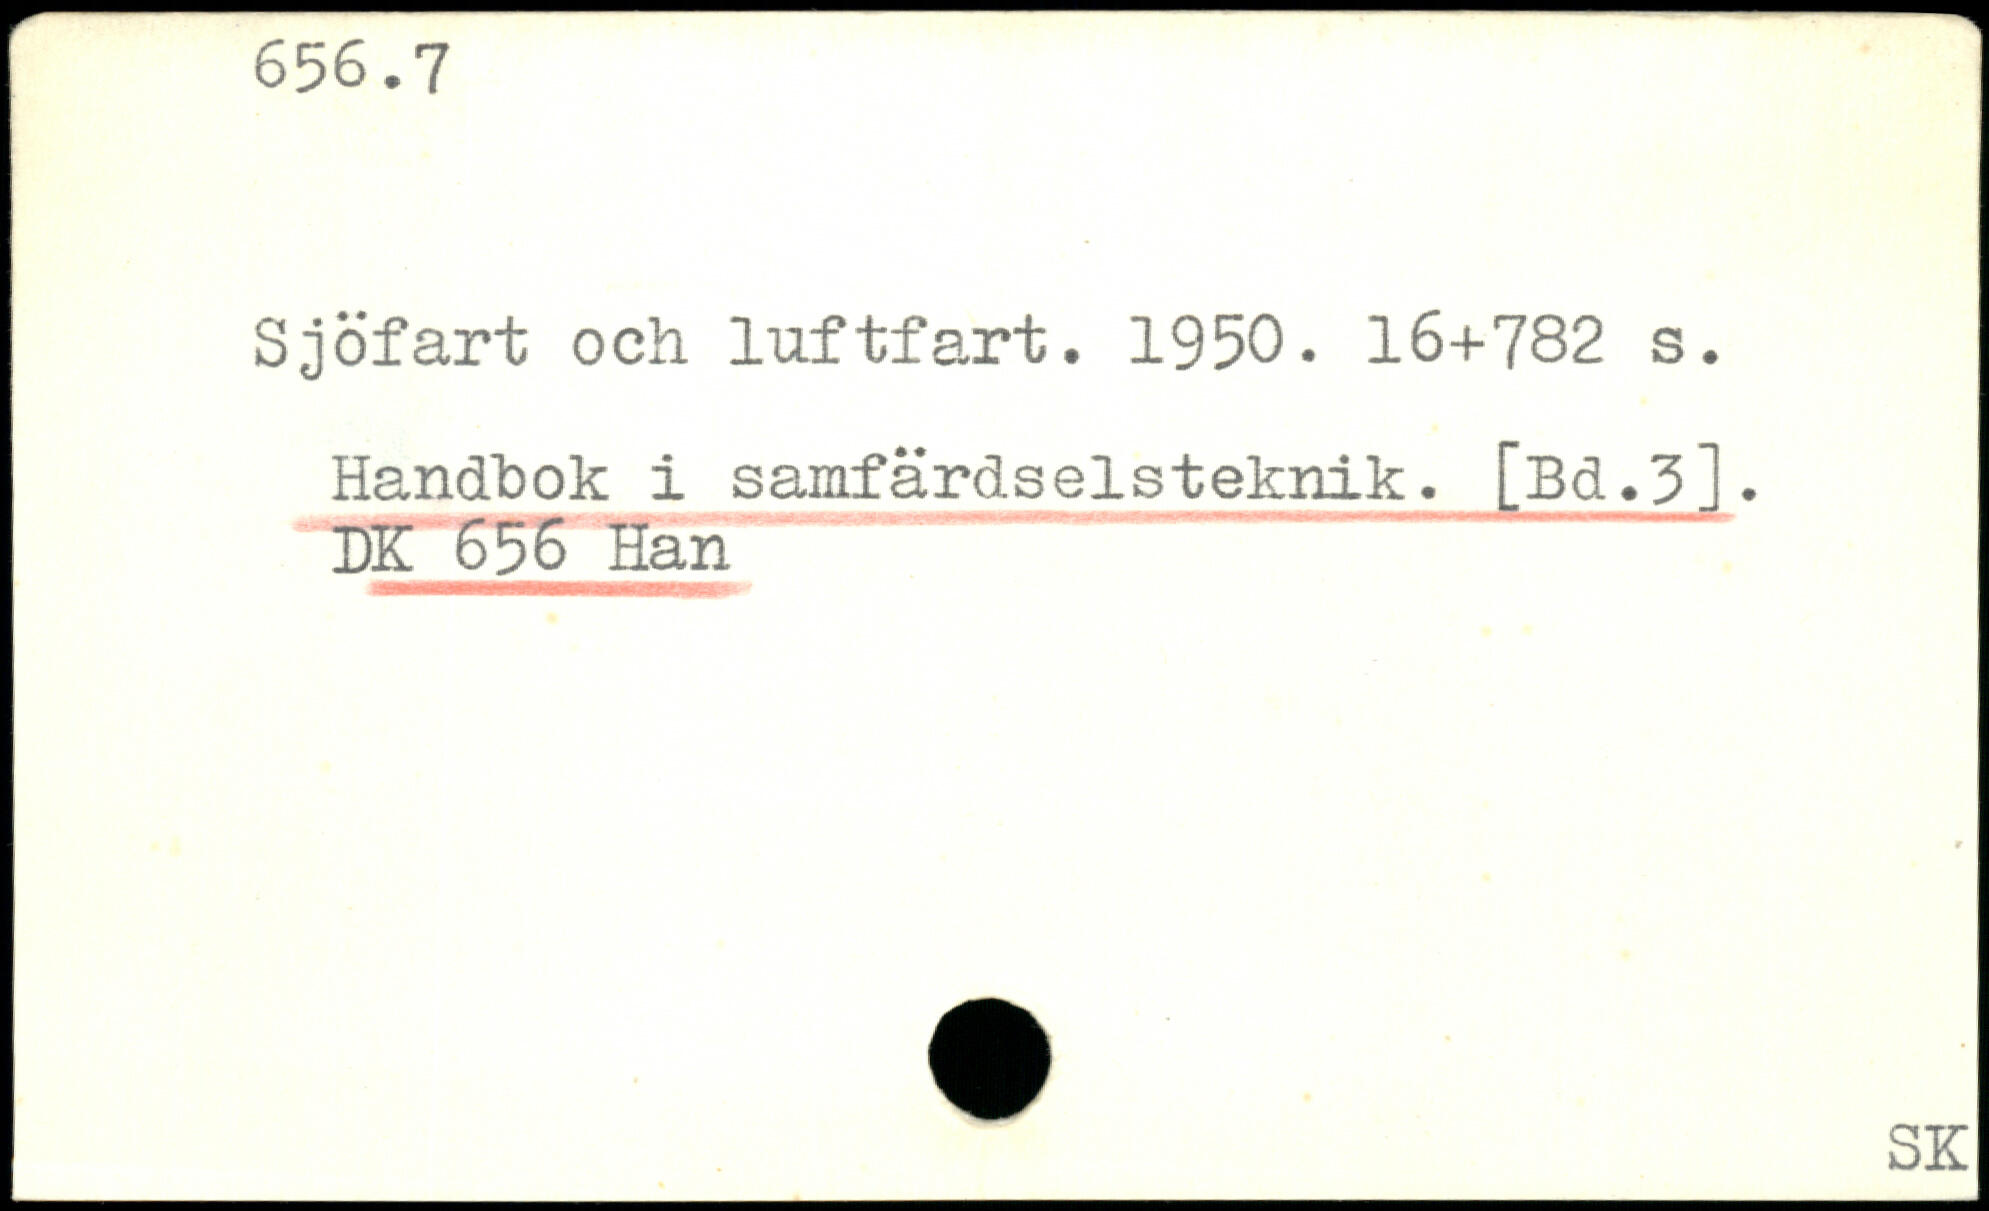 656.7
Sjöfart och luftfart. 1950. 16+782 s.
Handbok i samfärdselsteknik. [Bd.3].
DK 656 Han
SK